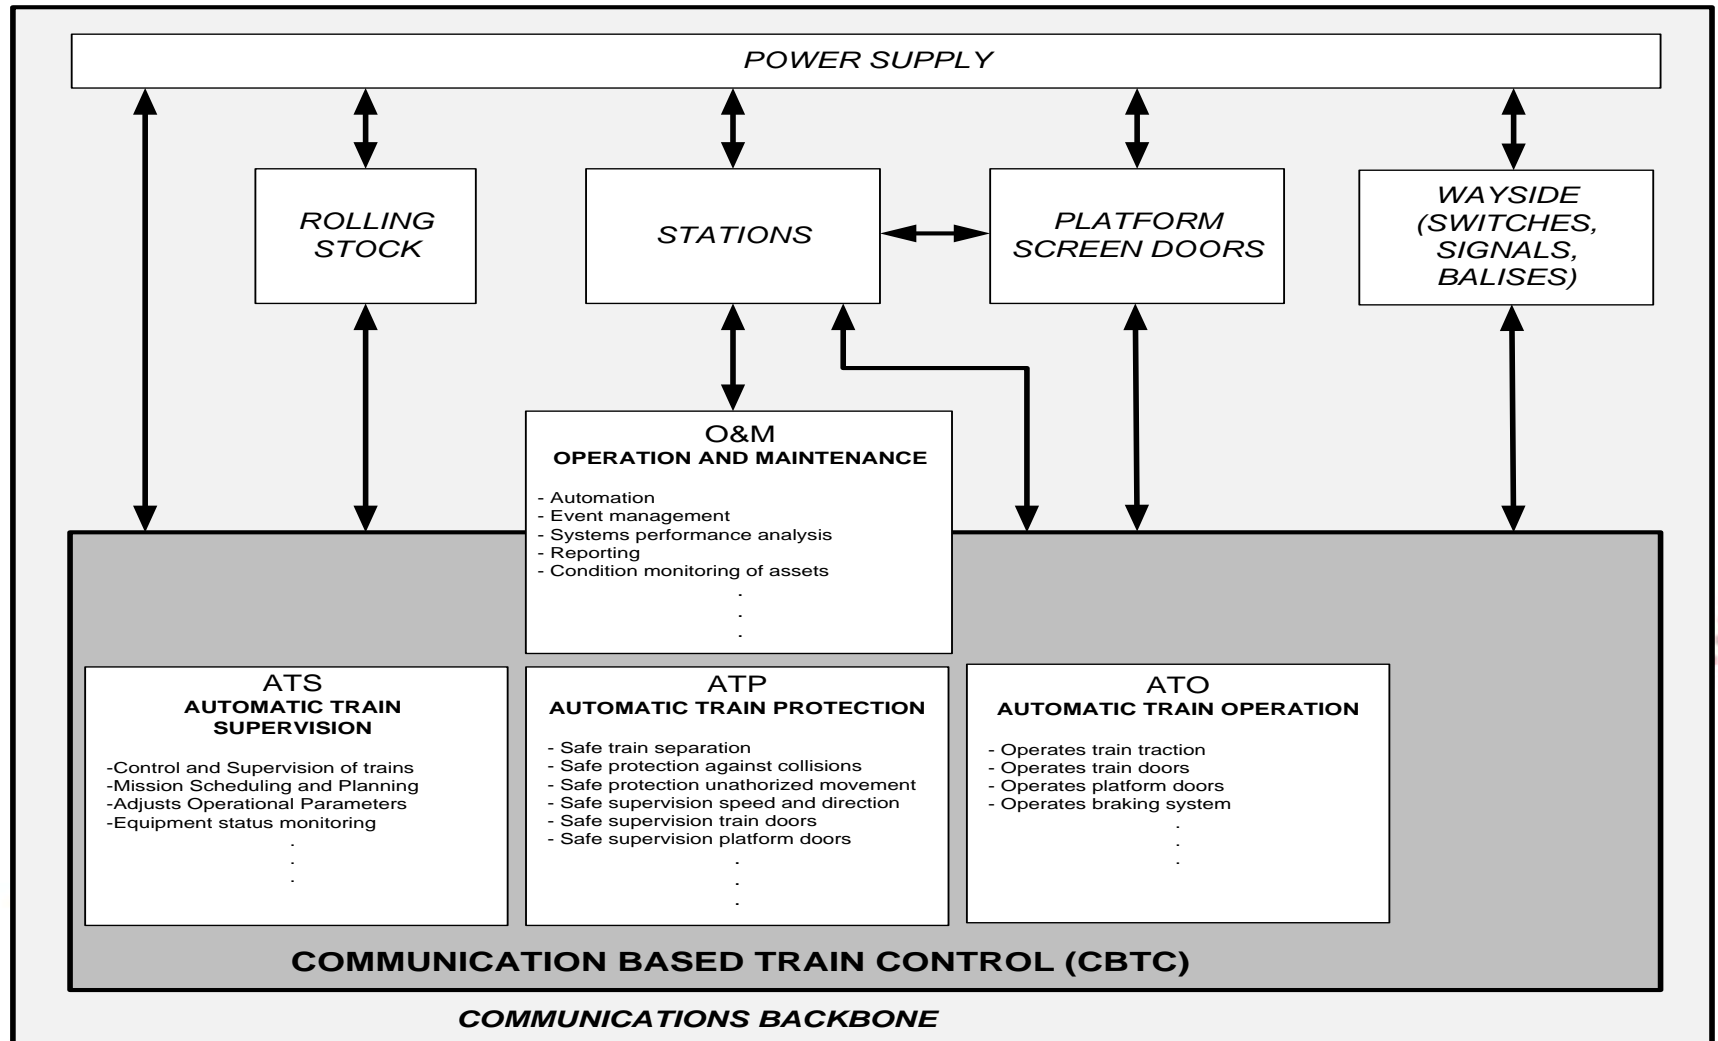 POWER SUPPLY
ROLLING
STOCK
STATIONS
PLATFORM
SCREEN DOORS
WAYSIDE
(SWITCHES,
SIGNALS,
BALISES)
O&M
OPERATION AND MAINTENANCE
- Automation
- Event management
- Systems performance analysis
- Reporting
- Condition monitoring of assets
.
.
.
ATS
AUTOMATIC TRAIN
SUPERVISION
-Control and Supervision of trains
-Mission Scheduling and Planning
-Adjusts Operational Parameters
-Equipment status monitoring
.
.
.
ATP
AUTOMATIC TRAIN PROTECTION
- Safe train separation
- Safe protection against collisions
- Safe protection unathorized movement
- Safe supervision speed and direction
- Safe supervision train doors
- Safe supervision platform doors
.
.
.
ATO
AUTOMATIC TRAIN OPERATION
- Operates train traction
- Operates train doors
- Operates platform doors
- Operates braking system
.
.
.
COMMUNICATION BASED TRAIN CONTROL (CBTC)
COMMUNICATIONS BACKBONE